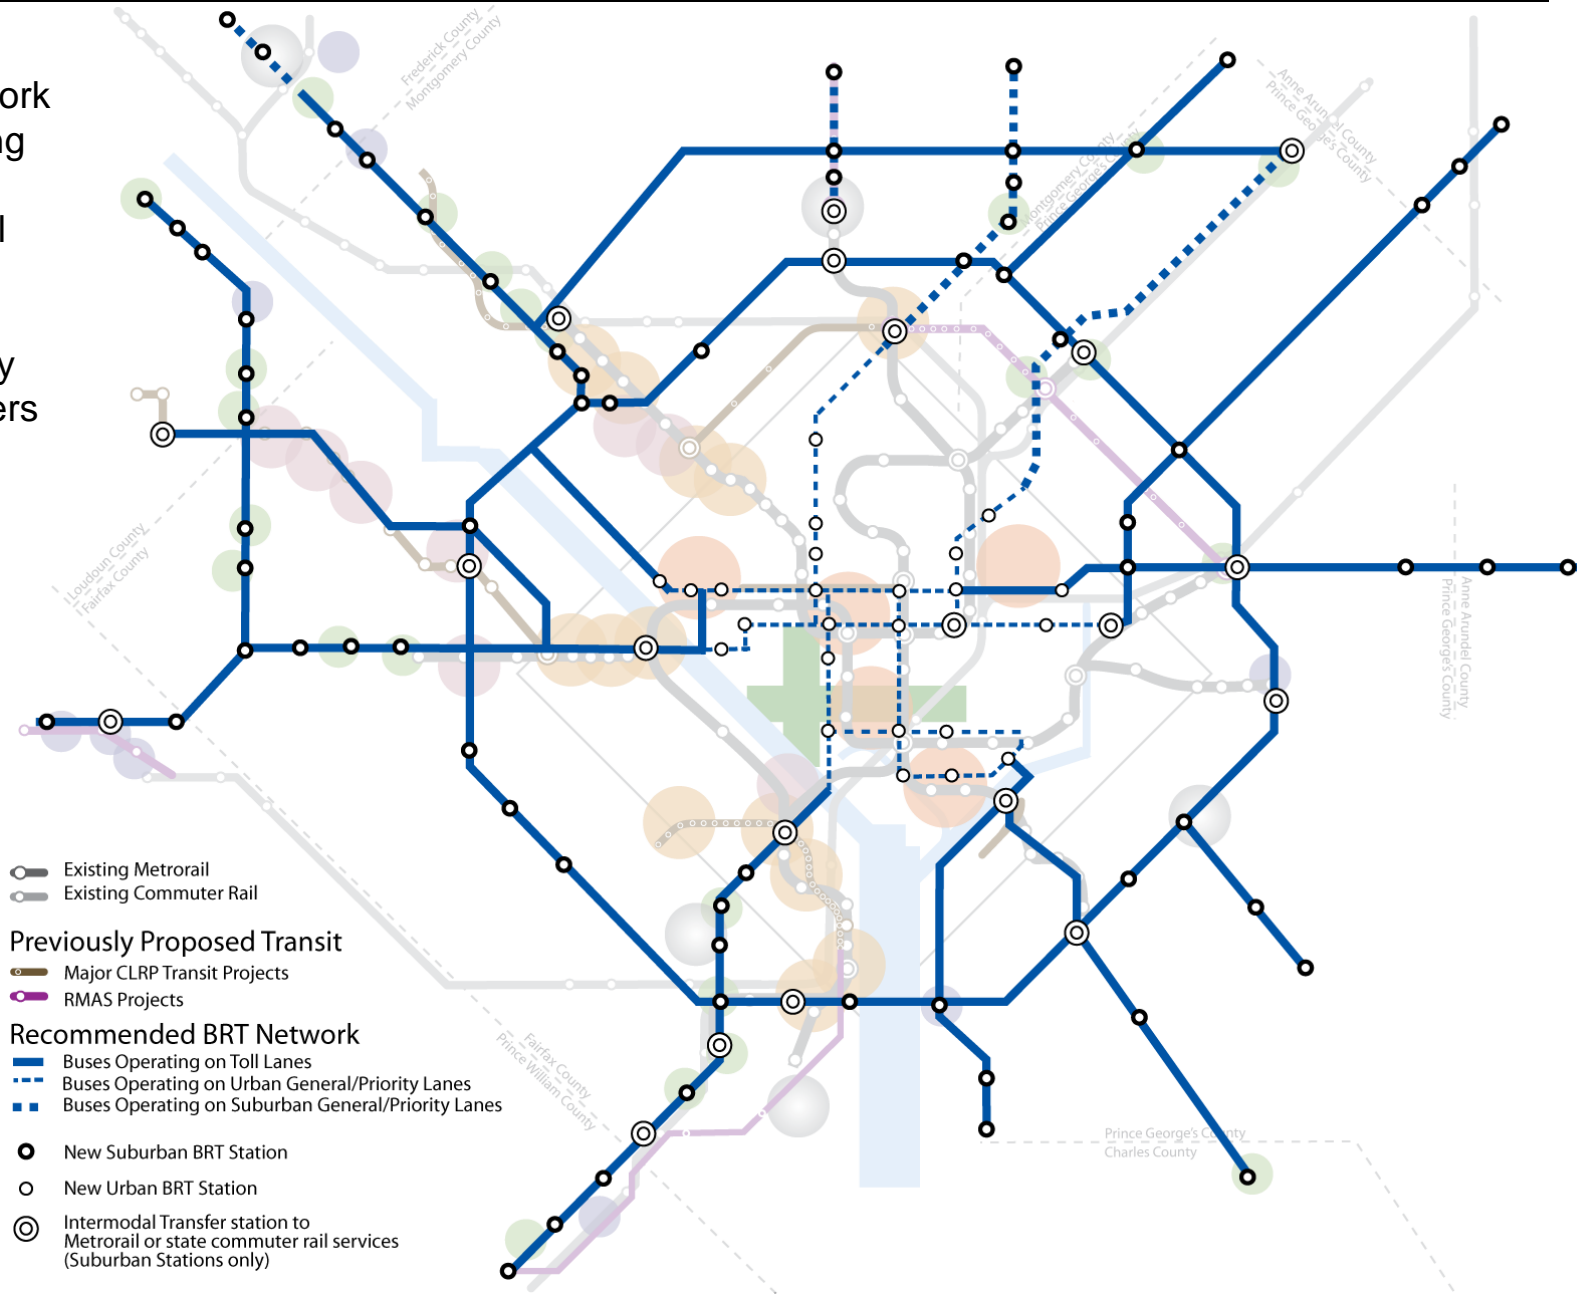 ork
ng
l
y
ers
Frederick County
Montgomery County
Anne Arundel County
Prince George's County
Montgomery County
Prince George's County
Loudoun County
Fairfax County
Anne Arundel County
Prince George's County
Existing Metrorail
Existing Commuter Rail
Previously Proposed Transit
Major CLRP Transit Projects
RMAS Projects
Recommended BRT Network
Buses Operating on Toll Lanes
Buses Operating on Urban General/Priority Lanes
Buses Operating on Suburban General/Priority Lanes
New Suburban BRT Station
New Urban BRT Station
Intermodal Transfer station to
Metrorail or state commuter rail services
(Suburban Stations only)
Fairfax County
Prince William County
Prince George's County
Charles County